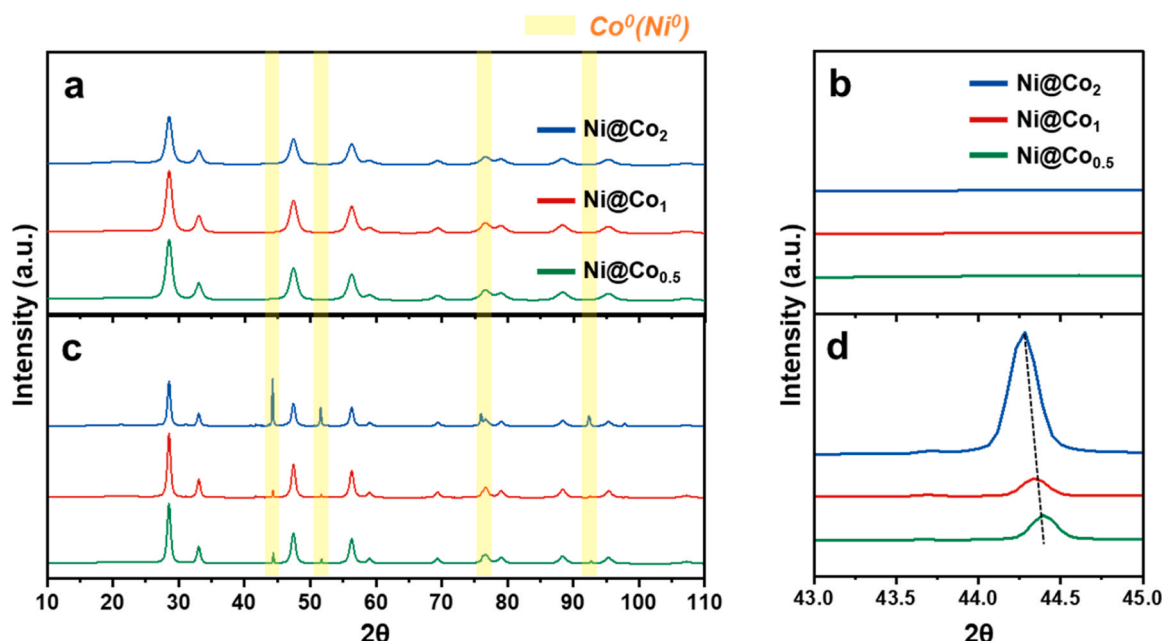 Co⁰(Ni⁰)
a
Ni@Co₂
Ni@Co₁
Ni@Co₀.₅
b
Ni@Co₂
Ni@Co₁
Ni@Co₀.₅
Intensity (a.u.)
c
10 20 30 40 50 60 70 80 90 100 110
2θ
Intensity (a.u.)
d
43.0 43.5 44.0 44.5 45.0
2θ